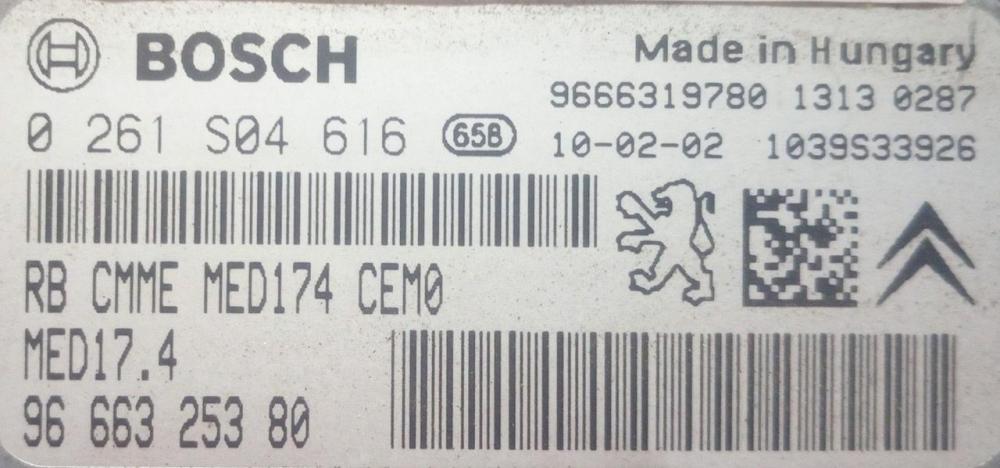 BOSCH
Made in Hungary
9666319780 1313 0287
0 261 S04 616 65B
10-02-02 1039S33926
RB CMME MED174 CEM0
MED17.4
96 663 253 80